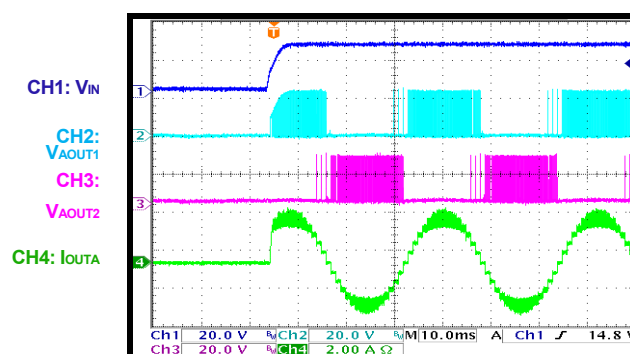 T
CH1: VIN
1
CH2:
VAOUT1
2
CH3:
VAOUT2
3
CH4: IOUTA
4
Ch1 20.0 V BW Ch2 20.0 V BW M 10.0ms A Ch1 ʃ 14.8 V
Ch3 20.0 V BW Ch4 2.00 A Ω